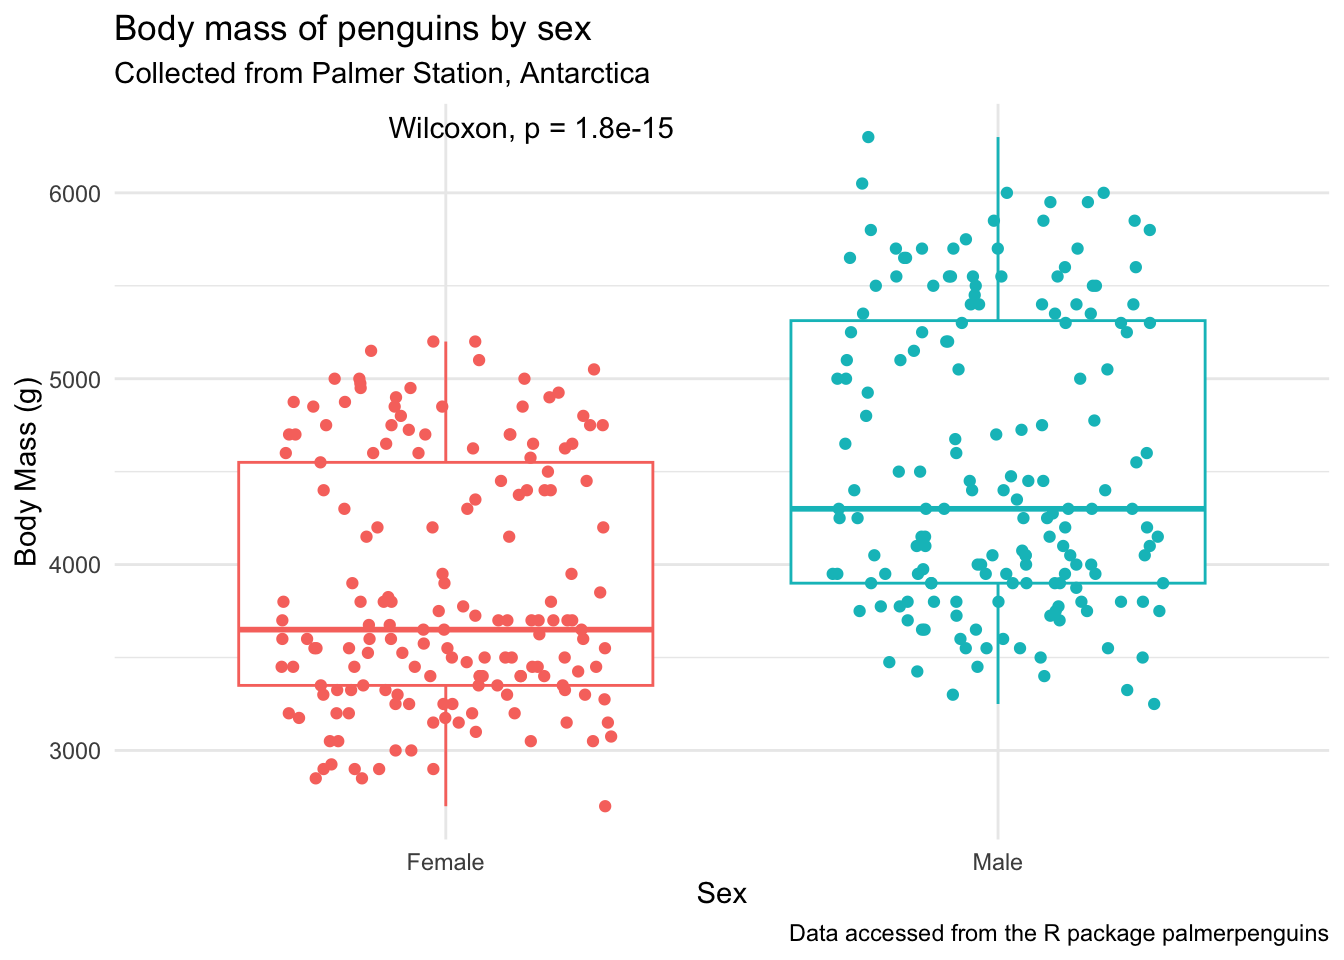 Body mass of penguins by sex
Collected from Palmer Station, Antarctica
Wilcoxon, p = 1.8e-15
6000
5000
4000
3000
Body Mass (g)
Female
Male
Sex
Data accessed from the R package palmerpenguins